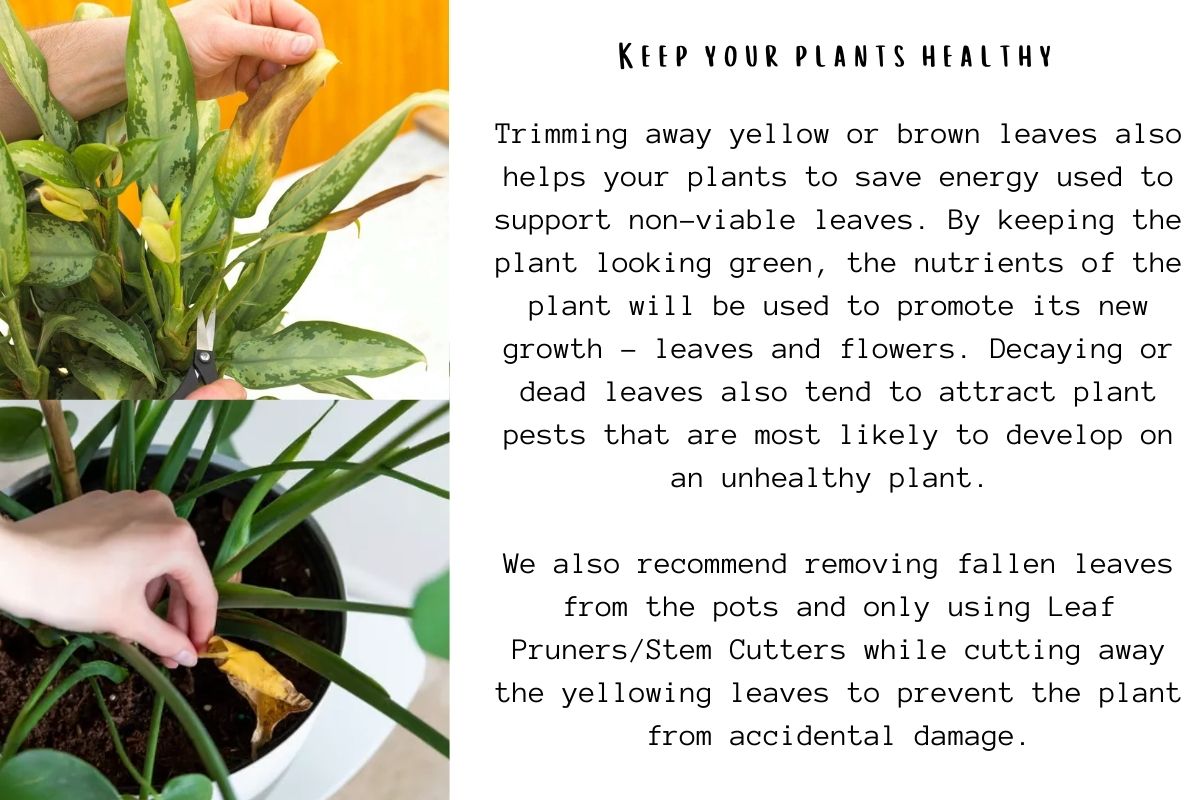 KEEP YOUR PLANTS HEALTHY
Trimming away yellow or brown leaves also
helps your plants to save energy used to
support non-viable leaves. By keeping the
plant looking green, the nutrients of the
plant will be used to promote its new
growth - leaves and flowers. Decaying or
dead leaves also tend to attract plant
pests that are most likely to develop on
an unhealthy plant.
We also recommend removing fallen leaves
from the pots and only using Leaf
Pruners/Stem Cutters while cutting away
the yellowing leaves to prevent the plant
from accidental damage.